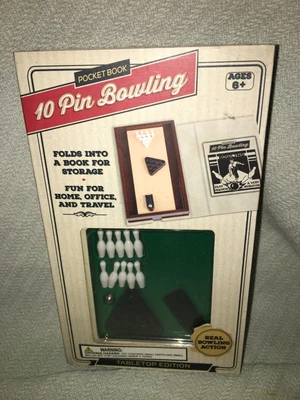 POCKET BOOK
10 Pin Bowling
AGES
6+
FOLDS INTO
A BOOK FOR
STORAGE
FUN FOR
HOME, OFFICE,
AND TRAVEL
10 Pin Bowling
REAL
BOWLING
ACTION
WARNING:
TABLETOP EDITION